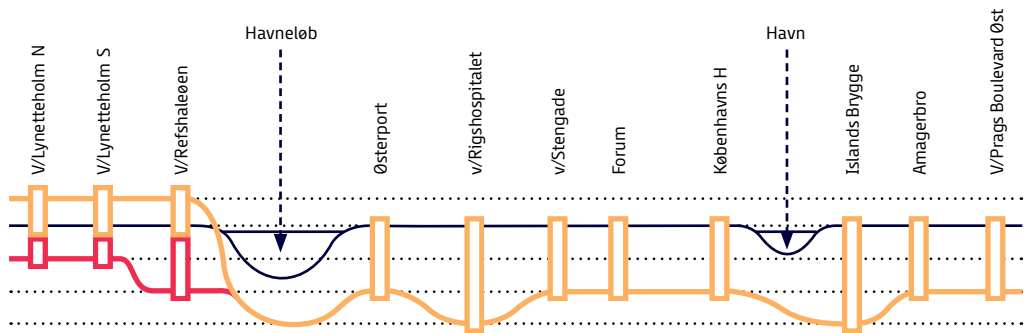 Havneløb
Havn
V/Lynetteholm N
V/Lynetteholm S
V/Refshaleøen
Østerport
v/Rigshospitalet
v/Stengade
Forum
Københavns H
Islands Brygge
Amagerbro
V/Prags Boulevard Øst